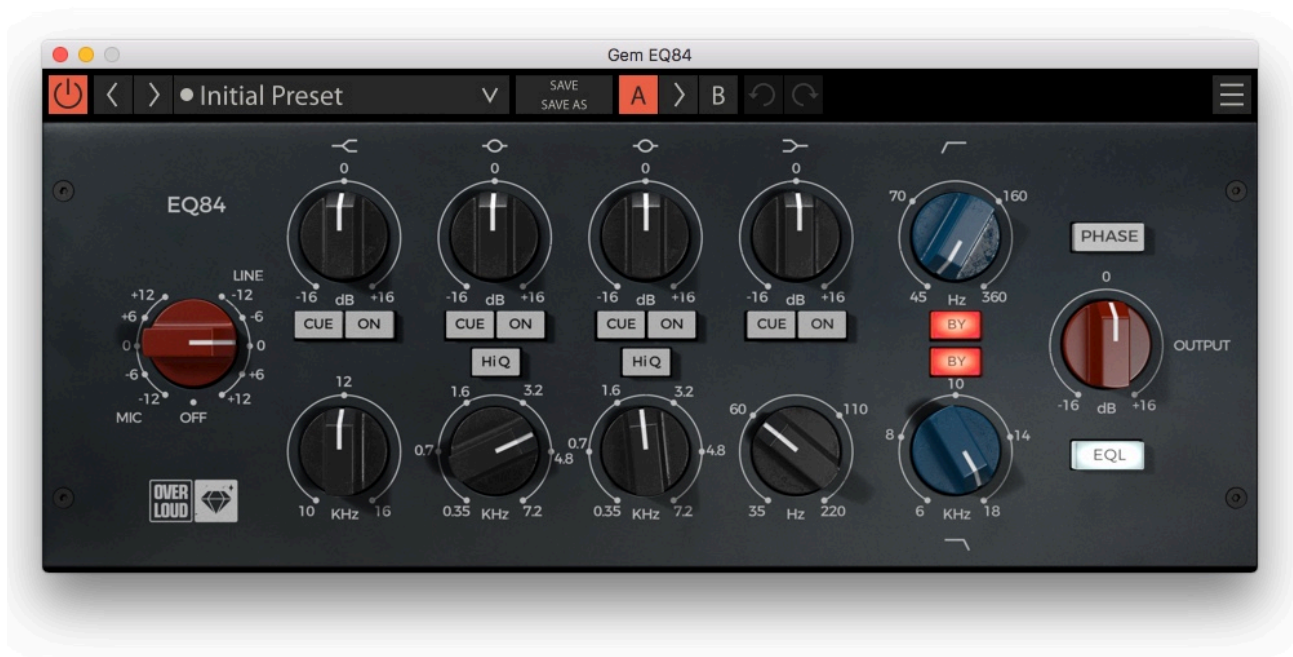 Gem EQ84
Initial Preset
SAVE
SAVE AS
A
B
EQ84
0 0 0 0
-16 dB +16 -16 dB +16 -16 dB +16 -16 dB +16
70 160
45 Hz 360
PHASE
LINE
+12 -12
+6 -6
0 0
-6 +6
-12 +12
MIC OFF
CUE ON CUE ON CUE ON CUE ON
BY
HiQ HiQ
BY
0
OUTPUT
-16 dB +16
12
10 KHz 16
1.6 3.2
0.7 4.8
0.35 KHz 7.2
1.6 3.2
0.7 4.8
0.35 KHz 7.2
60 110
35 Hz 220
10
8 14
6 KHz 18
EQL
OVER
LOUD